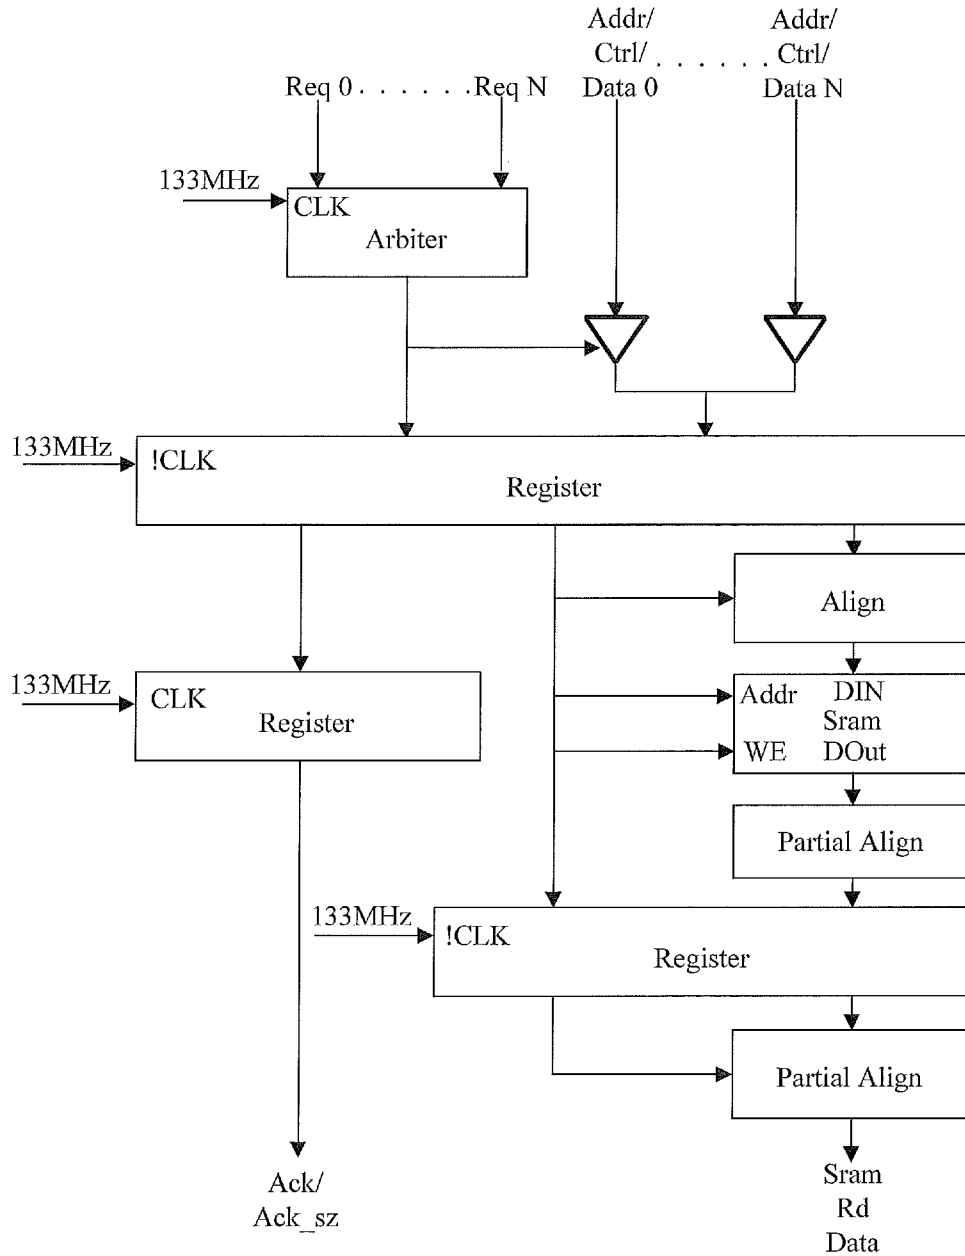 Addr/ Addr/
Ctrl/ . . . . . . Ctrl/
Req 0 . . . . . . Req N Data 0 Data N
133MHz
CLK
Arbiter
133MHz
!CLK
Register
Align
133MHz
CLK
Register
Addr DIN
Sram
WE DOut
Partial Align
133MHz
!CLK
Register
Partial Align
Ack/
Ack_sz
Sram
Rd
Data